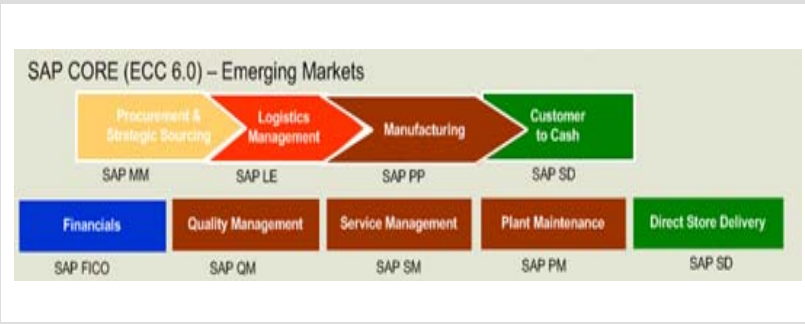 SAP CORE (ECC 6.0) – Emerging Markets
Procurement &
Strategic Sourcing
Logistics
Management
Manufacturing
Customer
to Cash
SAP MM
SAP LE
SAP PP
SAP SD
Financials
Quality Management
Service Management
Plant Maintenance
Direct Store Delivery
SAP FICO
SAP QM
SAP SM
SAP PM
SAP SD